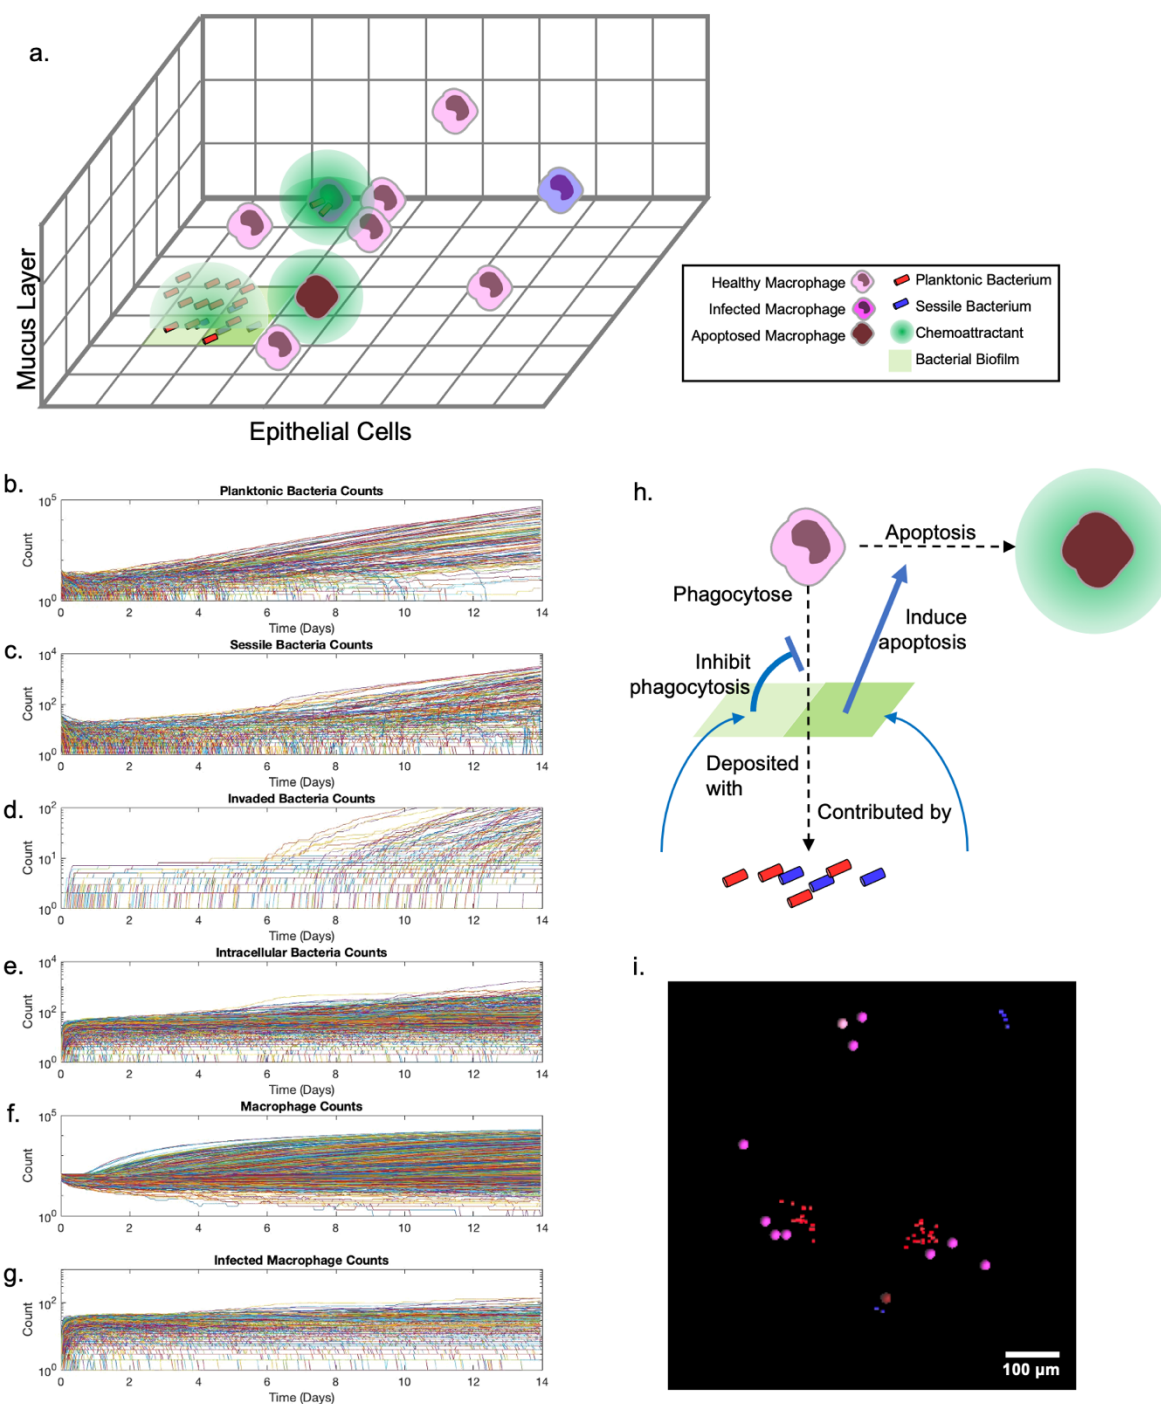 a.
Mucus Layer
Epithelial Cells
Healthy Macrophage
Infected Macrophage
Apoptosed Macrophage
Planktonic Bacterium
Sessile Bacterium
Chemoattractant
Bacterial Biofilm
b.
Planktonic Bacteria Counts
Count
10^5
10^0
0 2 4 6 8 10 12 14
Time (Days)
c.
Sessile Bacteria Counts
Count
10^4
10^2
10^0
0 2 4 6 8 10 12 14
Time (Days)
d.
Invaded Bacteria Counts
Count
10^2
10^1
10^0
0 2 4 6 8 10 12 14
Time (Days)
e.
Intracellular Bacteria Counts
Count
10^4
10^2
10^0
0 2 4 6 8 10 12 14
Time (Days)
f.
Macrophage Counts
Count
10^5
10^0
0 2 4 6 8 10 12 14
Time (Days)
g.
Infected Macrophage Counts
Count
10^2
10^0
0 2 4 6 8 10 12 14
Time (Days)
h.
Apoptosis
Phagocytose
Induce
apoptosis
Inhibit
phagocytosis
Deposited
with
Contributed by
i.
100 µm